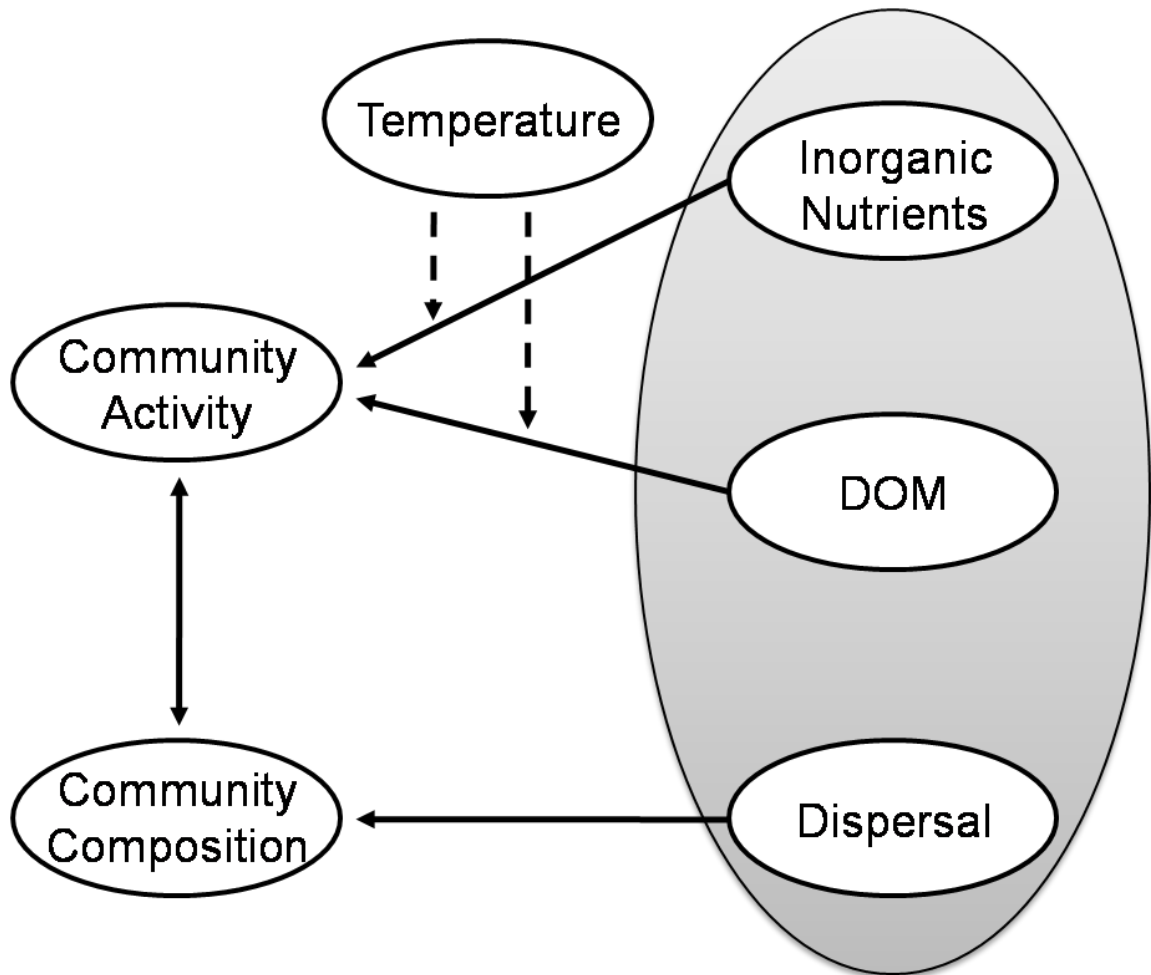 Temperature
Inorganic
Nutrients
Community
Activity
DOM
Community
Composition
Dispersal